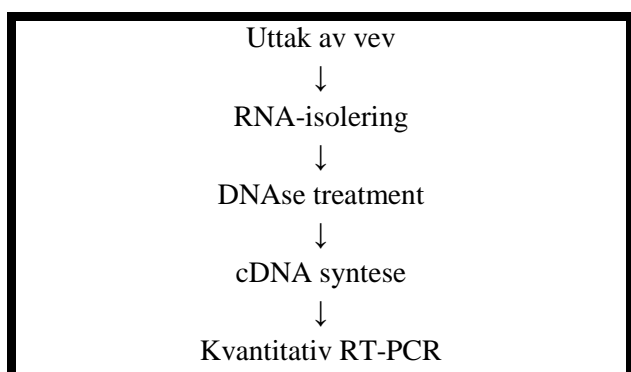 Uttak av vev
↓
RNA-isolering
↓
DNAse treatment
↓
cDNA syntese
↓
Kvantitativ RT-PCR